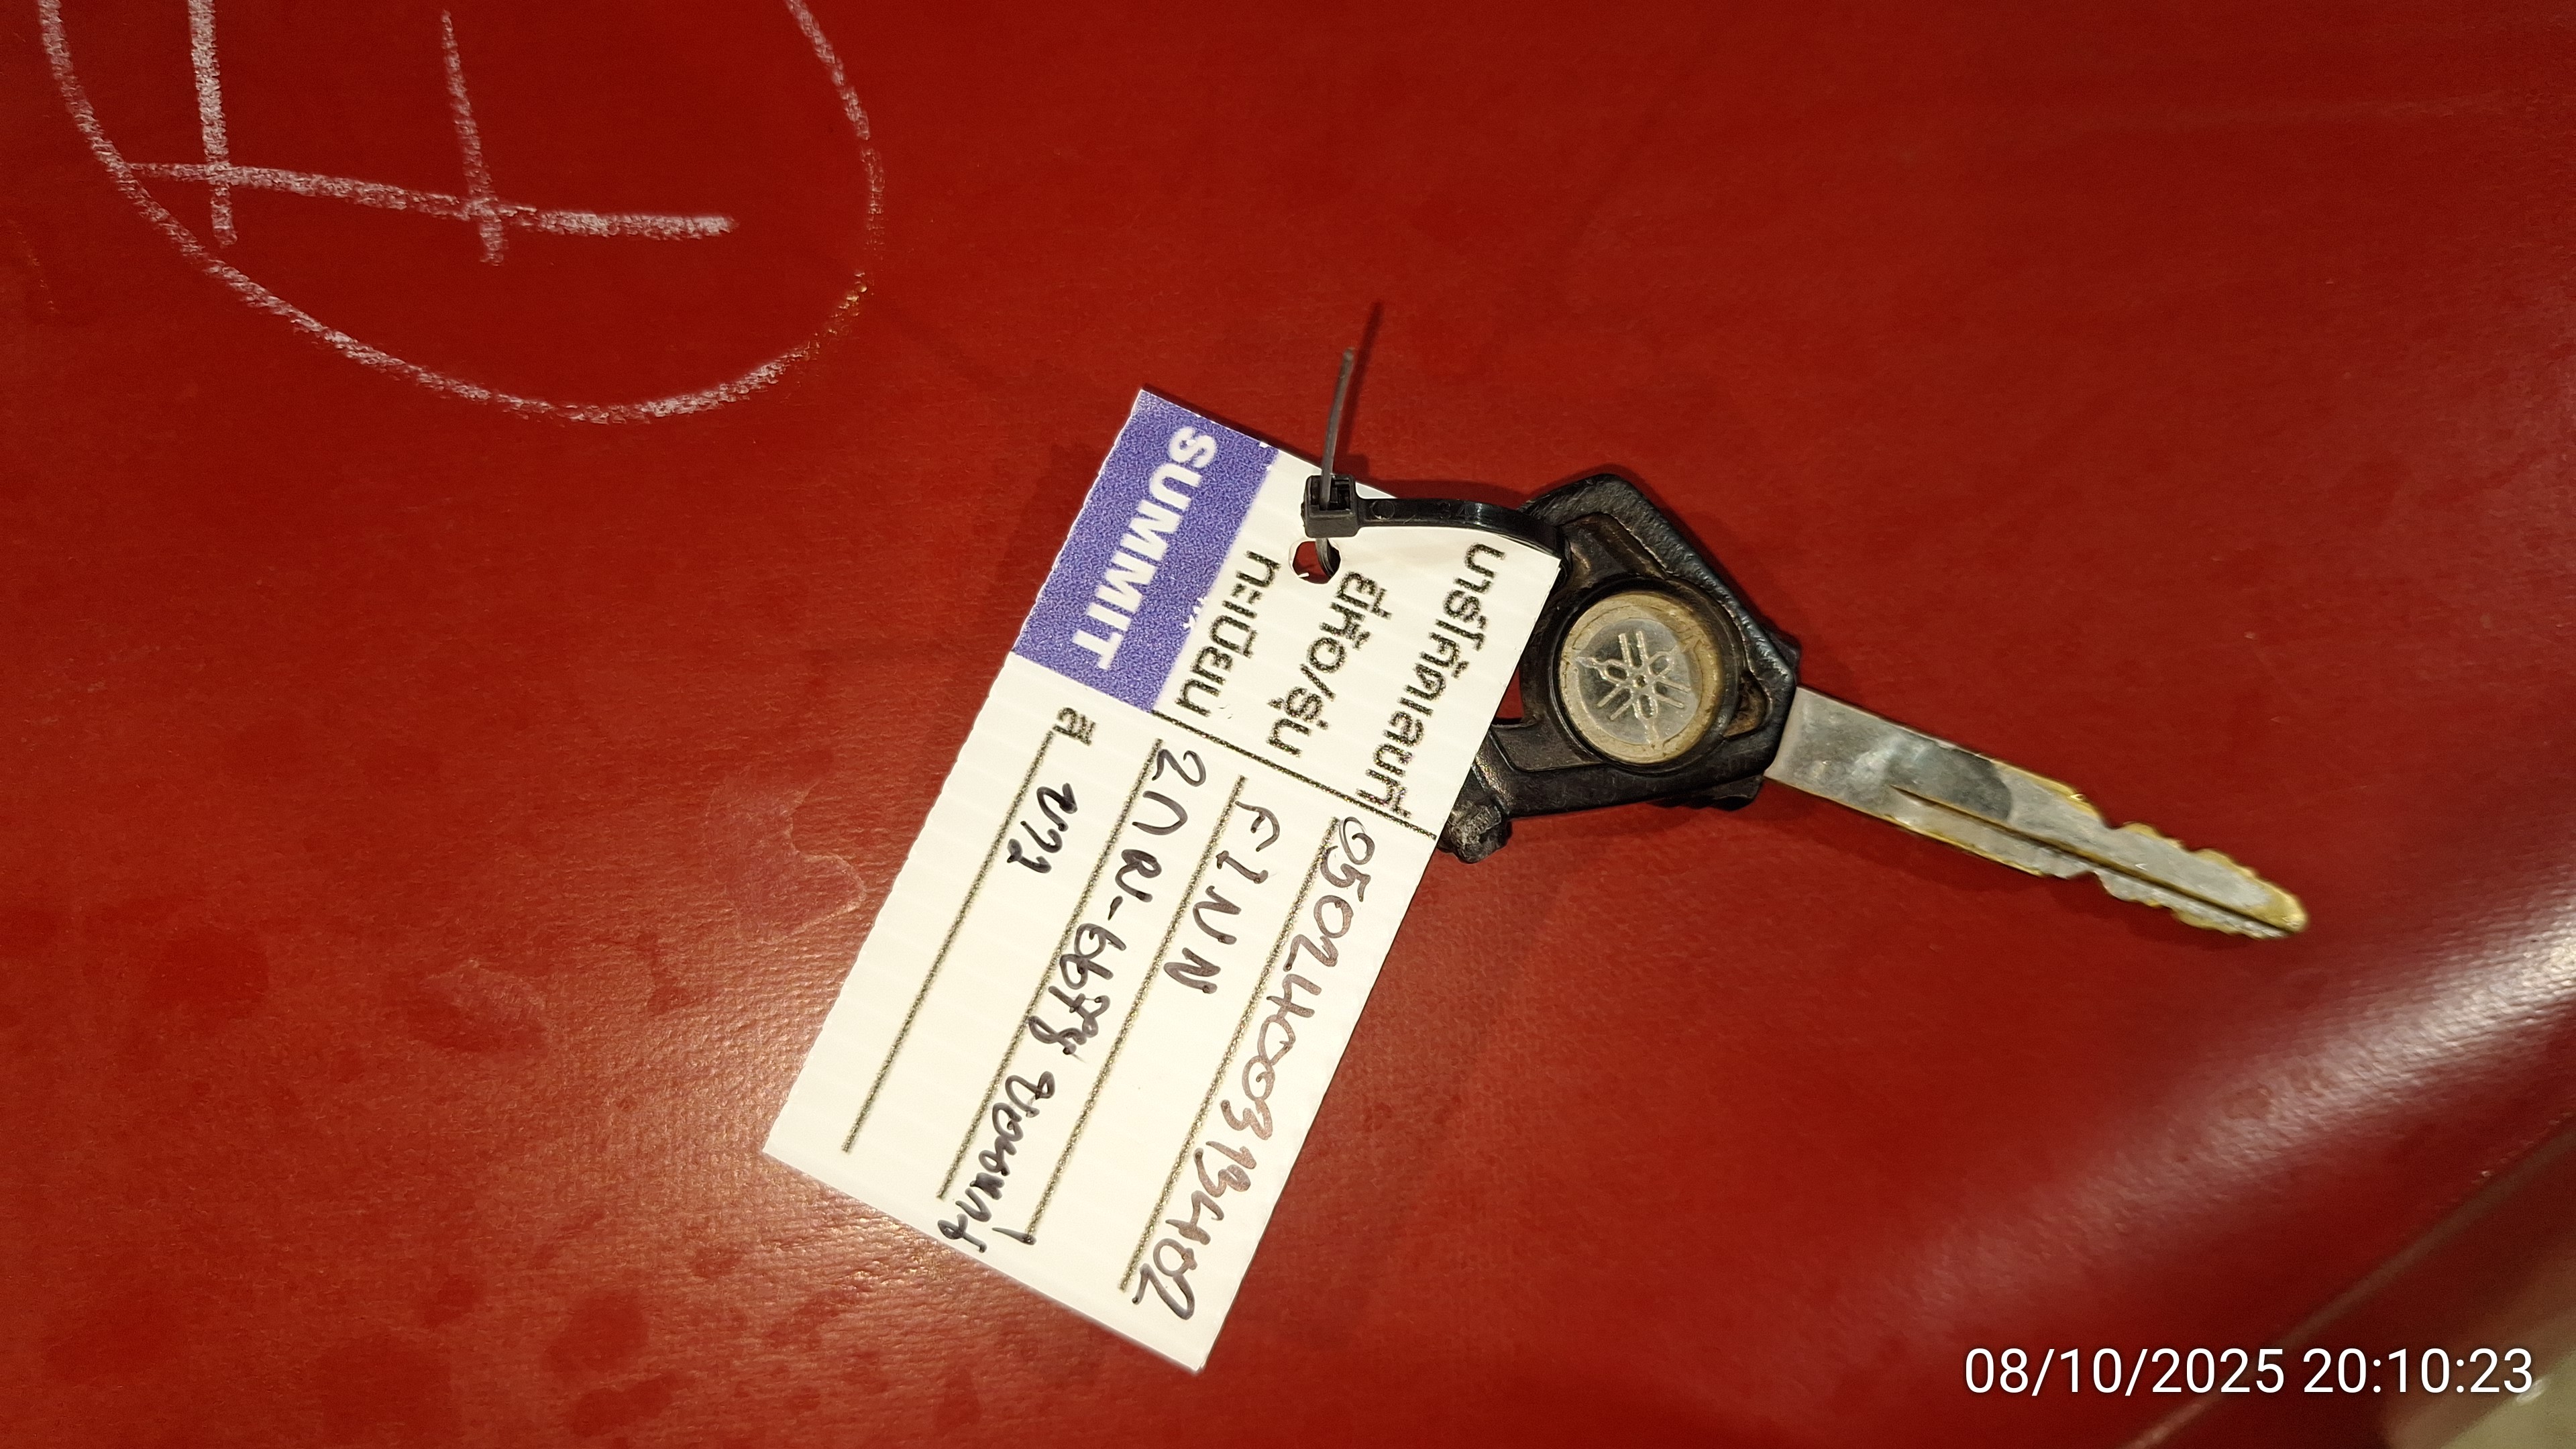 SUMMIT
บาร์โค้ดเลขที่ 95024C00319402
ยี่ห้อ/รุ่น FINN
ทะเบียน 2กท-6678 ขอนแก่น
สี ขาว
08/10/2025 20:10:23